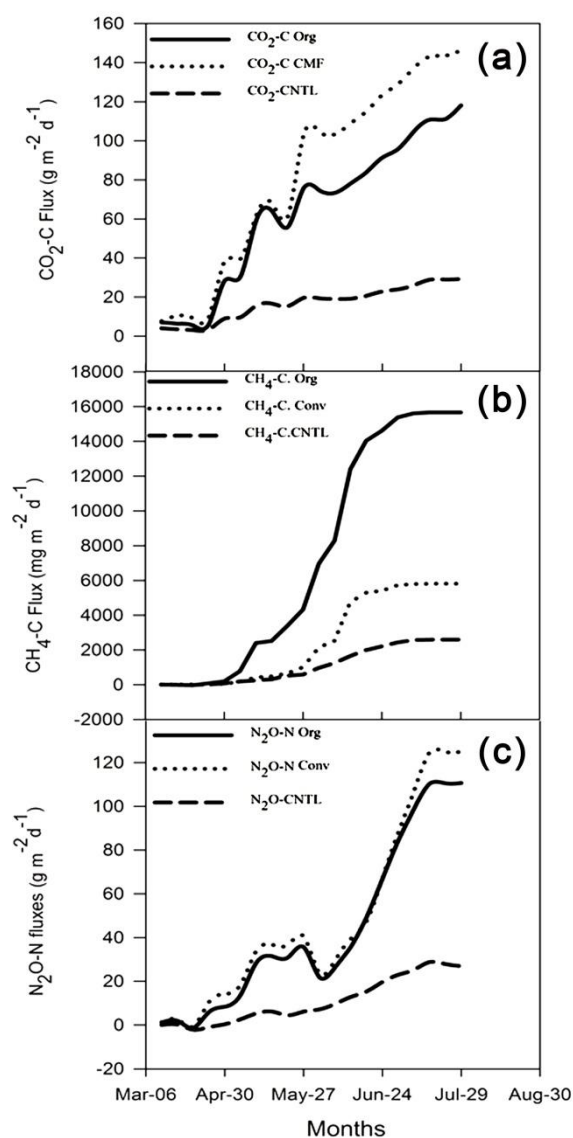 160
140
120
100
80
60
40
20
0
CO2-C Flux (g m-2 d-1)
CO2-C Org
CO2-C CMF
CO2-CNTL
(a)
18000
16000
14000
12000
10000
8000
6000
4000
2000
0
-2000
CH4-C Flux (mg m-2 d-1)
CH4-C. Org
CH4-C. Conv
CH4-C.CNTL
(b)
120
100
80
60
40
20
0
-20
N2O-N fluxes (g m-2d-1)
N2O-N Org
N2O-N Conv
N2O-CNTL
(c)
Mar-06 Apr-30 May-27 Jun-24 Jul-29 Aug-30
Months